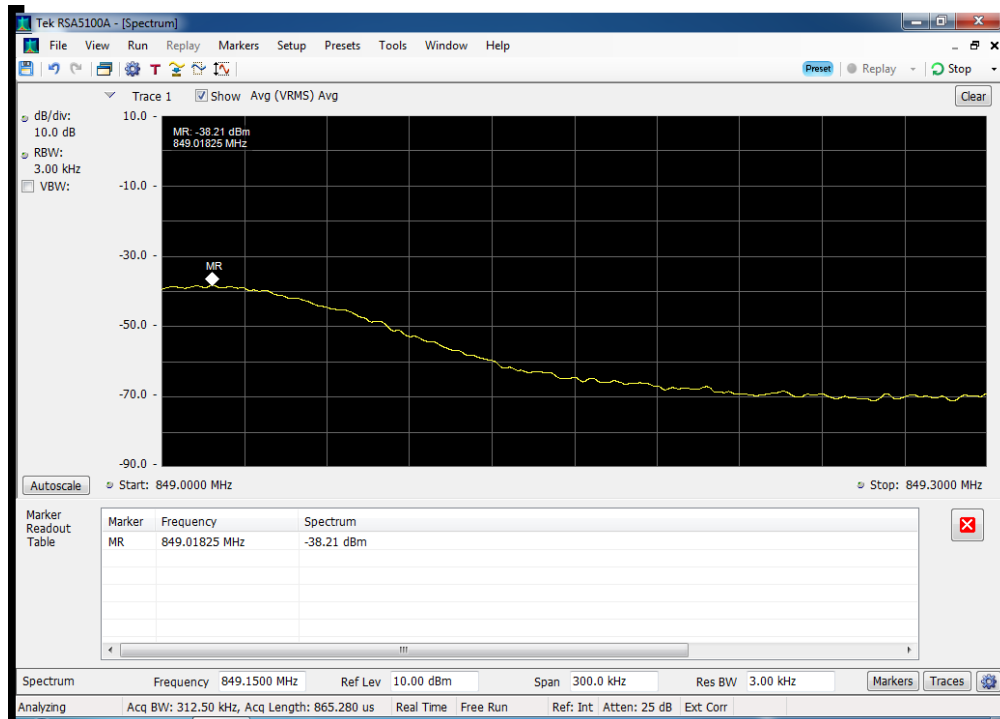 Tek RSA5100A - [Spectrum]
File View Run Replay Markers Setup Presets Tools Window Help
T Preset Replay Stop
Trace 1 Show Avg (VRMS) Avg Clear
dB/div:
10.0 dB
RBW:
3.00 kHz
VBW:
10.0
-10.0
-30.0
-50.0
-70.0
-90.0
MR: -38.21 dBm
849.01825 MHz
MR
Autoscale Start: 849.0000 MHz Stop: 849.3000 MHz
Marker
Readout
Table
Marker Frequency Spectrum
MR 849.01825 MHz -38.21 dBm
Spectrum Frequency 849.1500 MHz Ref Lev 10.00 dBm Span 300.0 kHz Res BW 3.00 kHz Markers Traces
Analyzing Acq BW: 312.50 kHz, Acq Length: 865.280 us Real Time Free Run Ref: Int Atten: 25 dB Ext Corr